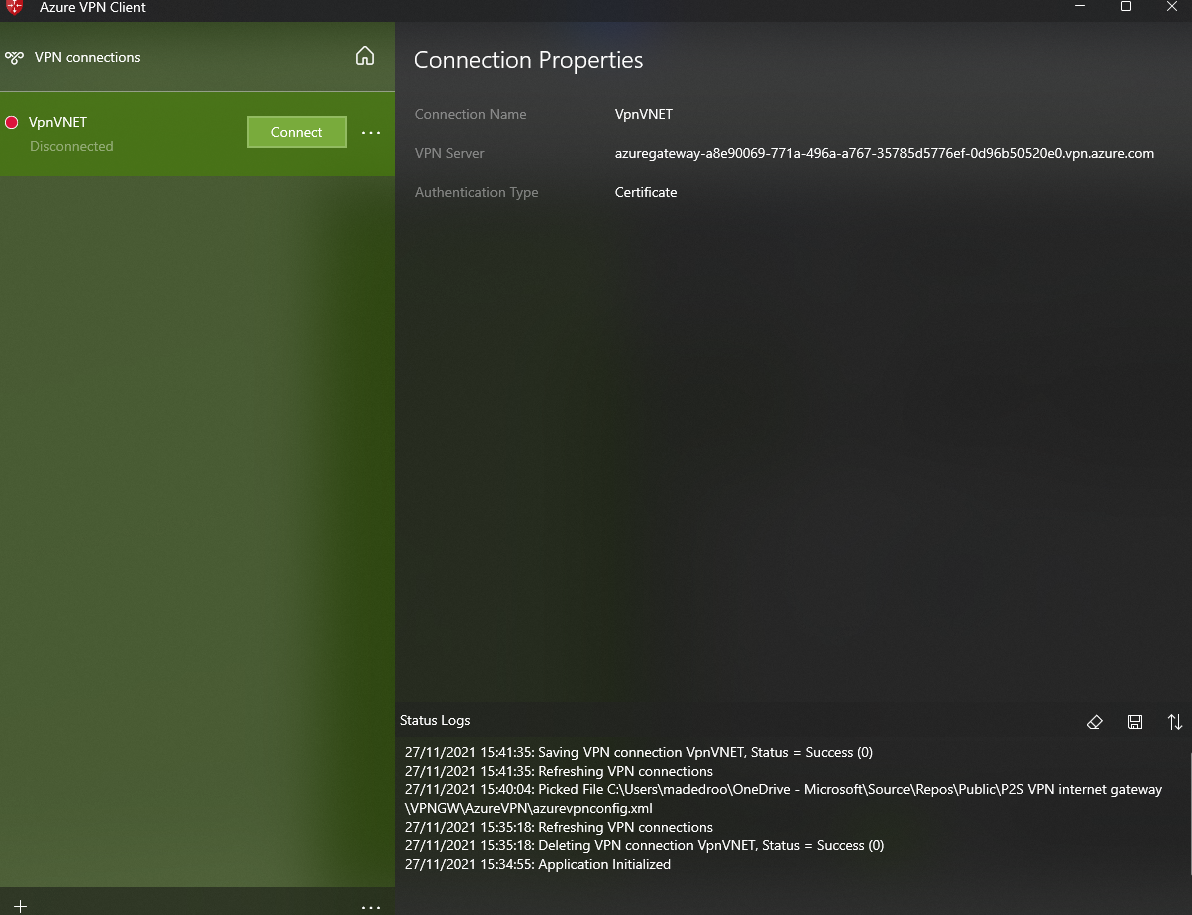 Azure VPN Client
VPN connections
VpnVNET
Disconnected
Connect
Connection Properties
Connection Name VpnVNET
VPN Server azuregateway-a8e90069-771a-496a-a767-35785d5776ef-0d96b50520e0.vpn.azure.com
Authentication Type Certificate
Status Logs
27/11/2021 15:41:35: Saving VPN connection VpnVNET, Status = Success (0)
27/11/2021 15:41:35: Refreshing VPN connections
27/11/2021 15:40:04: Picked File C:\Users\madedroo\OneDrive - Microsoft\Source\Repos\Public\P2S VPN internet gateway
\VPNGW\AzureVPN\azurevpnconfig.xml
27/11/2021 15:35:18: Refreshing VPN connections
27/11/2021 15:35:18: Deleting VPN connection VpnVNET, Status = Success (0)
27/11/2021 15:34:55: Application Initialized